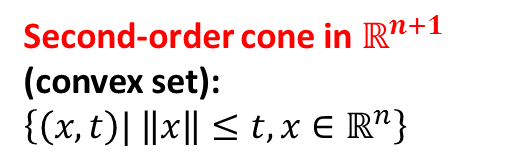 Second-order cone in ℝⁿ⁺¹
(convex set):
{(x, t)| ‖x‖ ≤ t, x ∈ ℝⁿ}